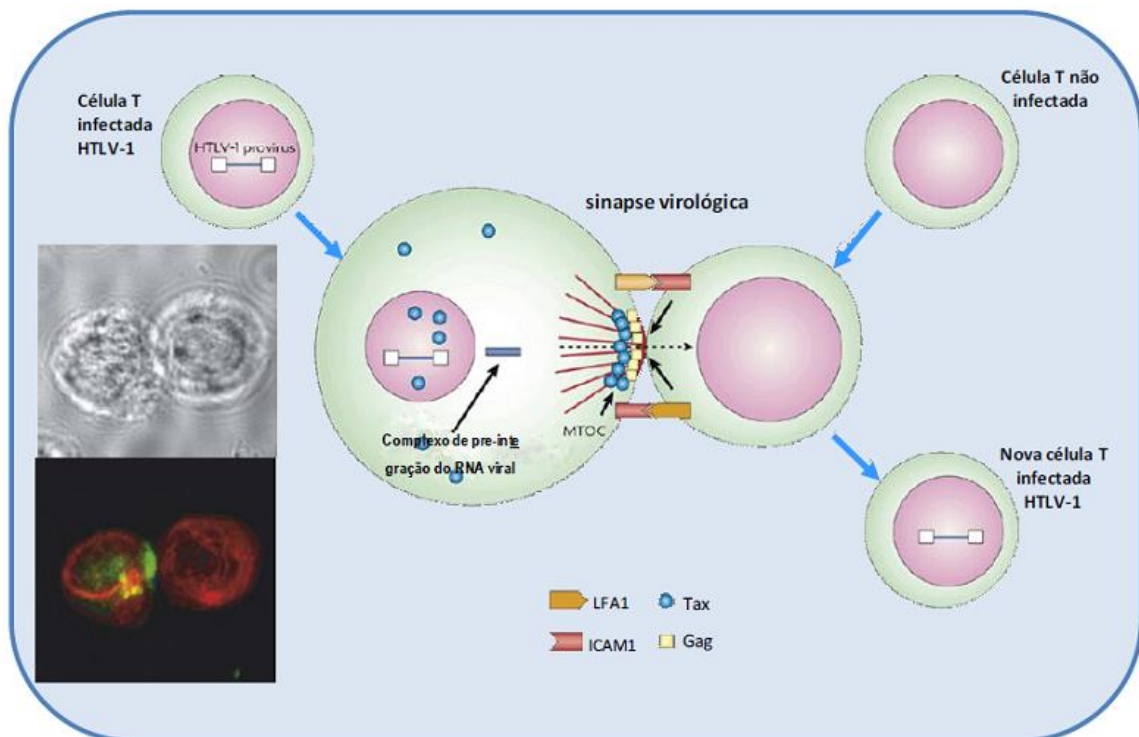 Célula T
infectada
HTLV-1
HTLV-1 provirus
Célula T não
infectada
sinapse virológica
MTOC
Complexo de pre-inte
gração do RNA viral
Nova célula T
infectada
HTLV-1
LFA1
Tax
ICAM1
Gag